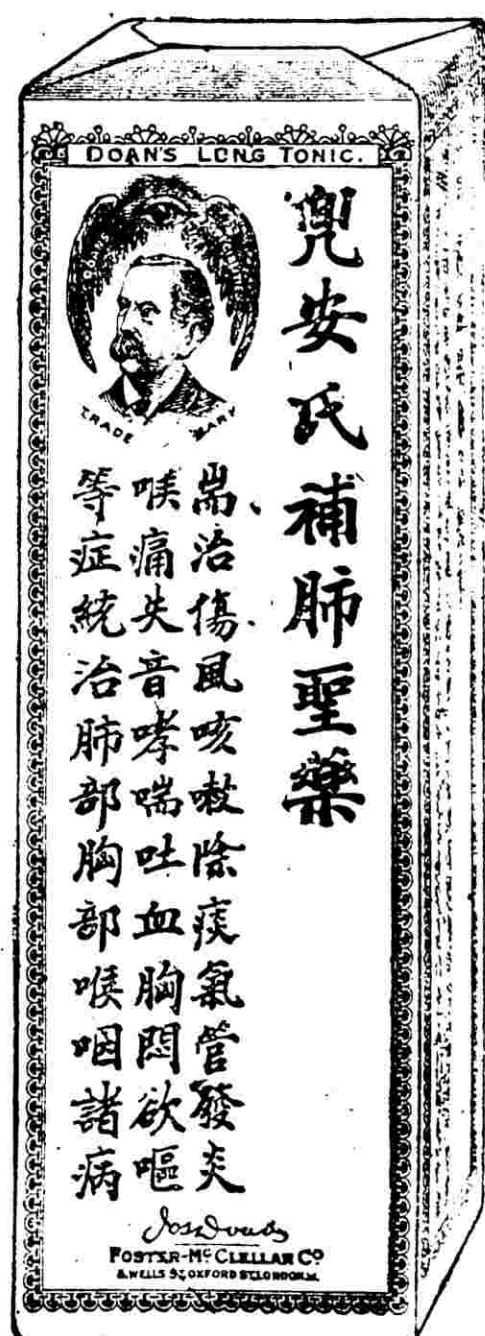 DOAN'S LUNG TONIC.
TRADE MARK
兜安氏補肺聖藥
耑治傷風咳嗽除痰氣管發炎
喉痛失音哮喘吐血胸悶欲嘔
等症統治肺部胸部喉咽諸病
FOSTER-McCLELLAN Co
8, WELLS ST, OXFORD ST, LONDON, W.